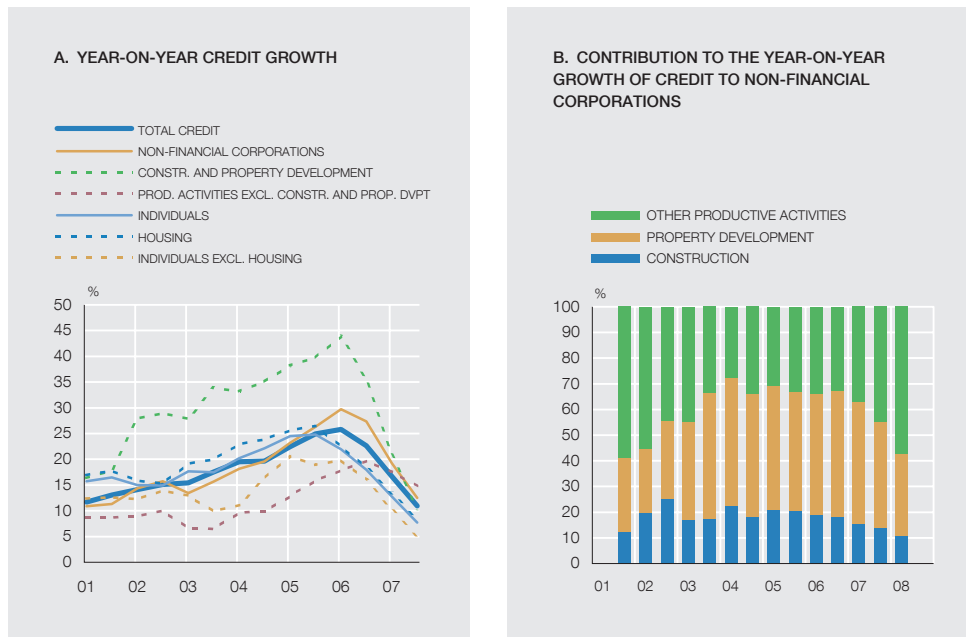 A. YEAR-ON-YEAR CREDIT GROWTH
TOTAL CREDIT
NON-FINANCIAL CORPORATIONS
CONSTR. AND PROPERTY DEVELOPMENT
PROD. ACTIVITIES EXCL. CONSTR. AND PROP. DVPT
INDIVIDUALS
HOUSING
INDIVIDUALS EXCL. HOUSING
%
50
45
40
35
30
25
20
15
10
5
0
01 02 03 04 05 06 07
B. CONTRIBUTION TO THE YEAR-ON-YEAR
GROWTH OF CREDIT TO NON-FINANCIAL
CORPORATIONS
OTHER PRODUCTIVE ACTIVITIES
PROPERTY DEVELOPMENT
CONSTRUCTION
%
100
90
80
70
60
50
40
30
20
10
0
01 02 03 04 05 06 07 08